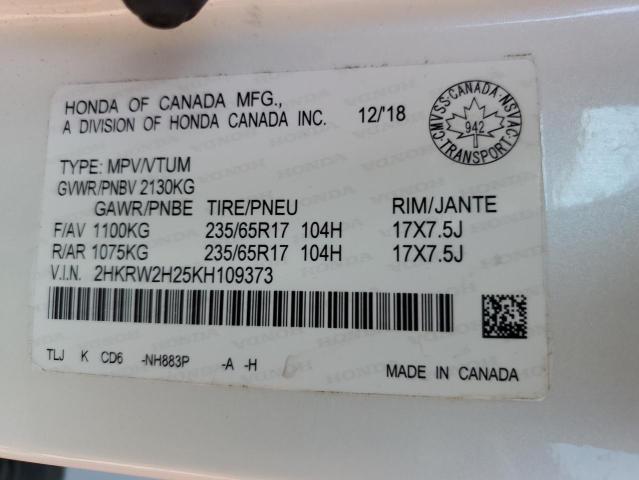 HONDA OF CANADA MFG.,
A DIVISION OF HONDA CANADA INC. 12/'18
CMVSS·CANADA·NSVAC
942
·TRANSPORT·
TYPE: MPV/VTUM
GVWR/PNBV 2130KG
GAWR/PNBE TIRE/PNEU RIM/JANTE
F/AV 1100KG 235/65R17 104H 17X7.5J
R/AR 1075KG 235/65R17 104H 17X7.5J
V.I.N. 2HKRW2H25KH109373
TLJ K CD6 -NH883P -A -H
MADE IN CANADA